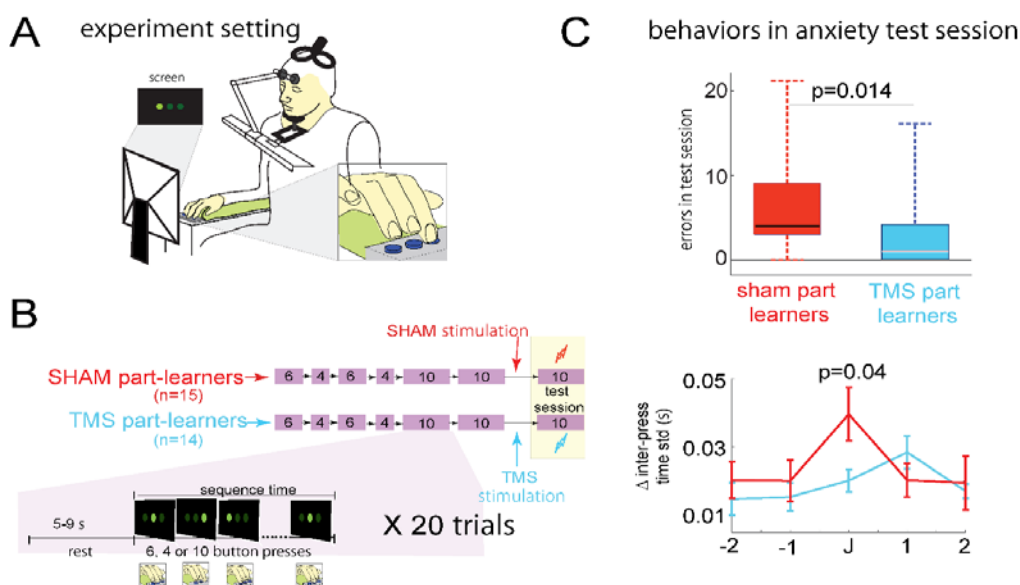 A
experiment setting
screen
B
SHAM stimulation
SHAM part-learners
(n=15)
6 4 6 4 10 10 10
test
session
TMS part-learners
(n=14)
6 4 6 4 10 10 10
TMS
stimulation
sequence time
5-9 s
X 20 trials
rest
6, 4 or 10 button presses
C
behaviors in anxiety test session
p=0.014
errors in test session
20
10
0
sham part
learners
TMS part
learners
p=0.04
Δ inter-press
time std (s)
0.05
0.03
0.01
-2 -1 J 1 2